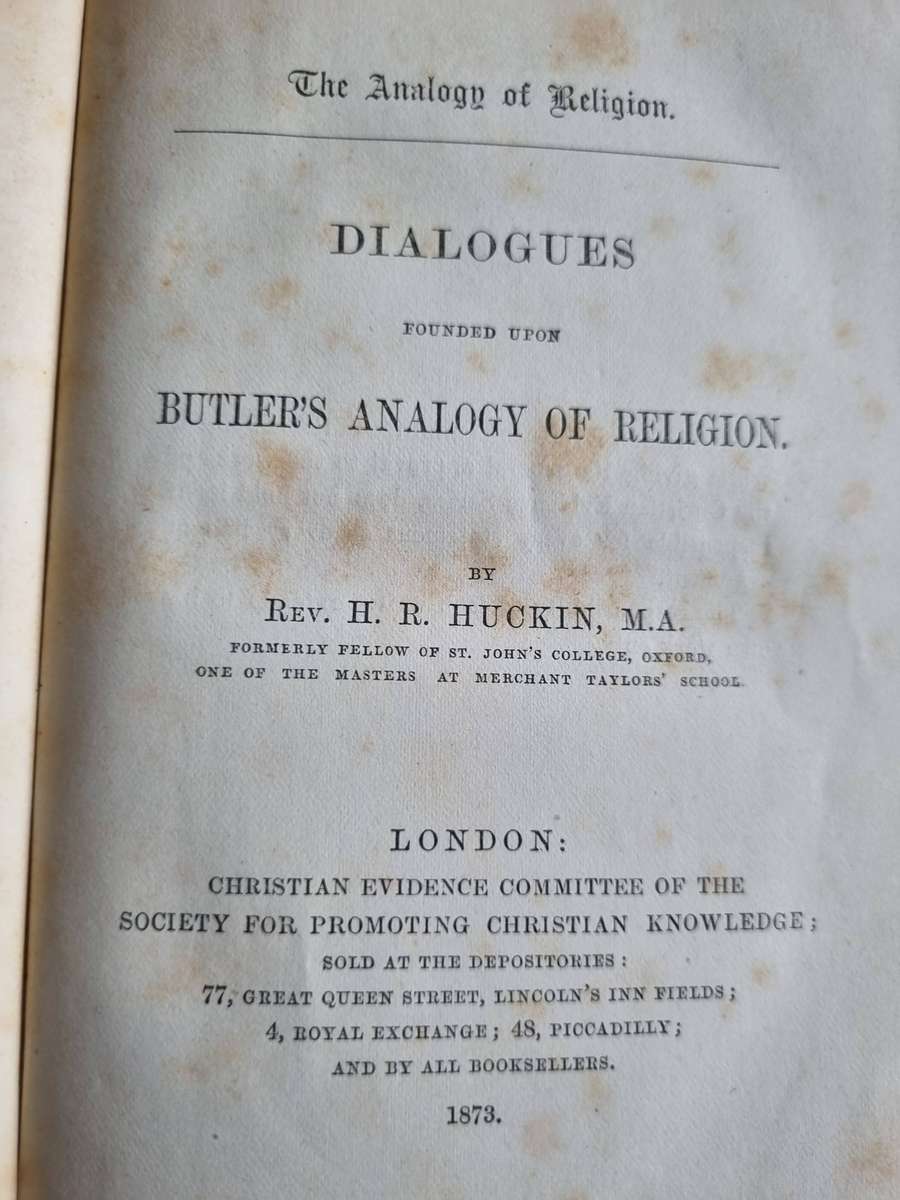 The Analogy of Religion.
DIALOGUES
FOUNDED UPON
BUTLER'S ANALOGY OF RELIGION.
BY
REV. H. R. HUCKIN, M.A.
FORMERLY FELLOW OF ST. JOHN'S COLLEGE, OXFORD,
ONE OF THE MASTERS AT MERCHANT TAYLORS' SCHOOL.
LONDON:
CHRISTIAN EVIDENCE COMMITTEE OF THE
SOCIETY FOR PROMOTING CHRISTIAN KNOWLEDGE;
SOLD AT THE DEPOSITORIES:
77, GREAT QUEEN STREET, LINCOLN'S INN FIELDS;
4, ROYAL EXCHANGE; 48, PICCADILLY;
AND BY ALL BOOKSELLERS.
1873.